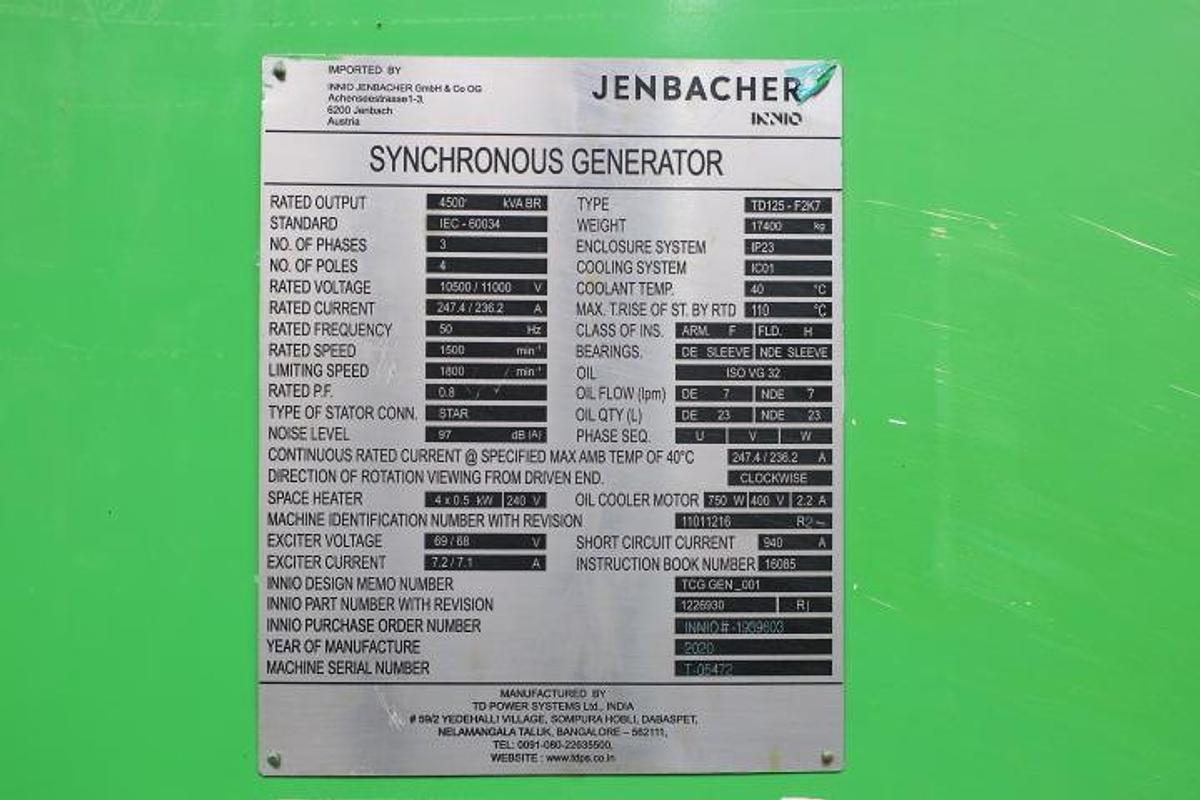 IMPORTED BY
INNIO JENBACHER GmbH & Co OG
Achenseestrasse1-3,
6200 Jenbach
Austria
JENBACHER
INNIO
SYNCHRONOUS GENERATOR
RATED OUTPUT 4500 kVA BR TYPE TD125 - F2K7
STANDARD IEC - 60034 WEIGHT 17400 kg
NO. OF PHASES 3 ENCLOSURE SYSTEM IP23
NO. OF POLES 4 COOLING SYSTEM IC01
RATED VOLTAGE 10500 / 11000 V COOLANT TEMP. 40 °C
RATED CURRENT 247.4 / 236.2 A MAX. T.RISE OF ST. BY RTD 110 °C
RATED FREQUENCY 50 Hz CLASS OF INS. ARM. F FLD. H
RATED SPEED 1500 min⁻¹ BEARINGS. DE SLEEVE NDE SLEEVE
LIMITING SPEED 1800 min⁻¹ OIL ISO VG 32
RATED P.F. 0.8 OIL FLOW (lpm) DE 7 NDE 7
TYPE OF STATOR CONN. STAR OIL QTY (L) DE 23 NDE 23
NOISE LEVEL 97 dB (A) PHASE SEQ. U V W
CONTINUOUS RATED CURRENT @ SPECIFIED MAX AMB TEMP OF 40°C 247.4 / 236.2 A
DIRECTION OF ROTATION VIEWING FROM DRIVEN END. CLOCKWISE
SPACE HEATER 4 x 0.5 kW 240 V OIL COOLER MOTOR 750 W 400 V 2.2 A
MACHINE IDENTIFICATION NUMBER WITH REVISION 11011216
EXCITER VOLTAGE 69 / 68 V SHORT CIRCUIT CURRENT 940 A
EXCITER CURRENT 7.2 / 7.1 A INSTRUCTION BOOK NUMBER 16085
INNIO DESIGN MEMO NUMBER TCG GEN_001
INNIO PART NUMBER WITH REVISION 1226930
INNIO PURCHASE ORDER NUMBER INNIO#-1959603
YEAR OF MANUFACTURE 2020
MACHINE SERIAL NUMBER T-05472
MANUFACTURED BY
TD POWER SYSTEMS Ltd., INDIA
# 59/2 YEDEHALLI VILLAGE, SOMPURA HOBLI, DABASPET,
NELAMANGALA TALUK, BANGALORE – 562111,
TEL: 0091-080-22635500,
WEBSITE : www.tdps.co.in